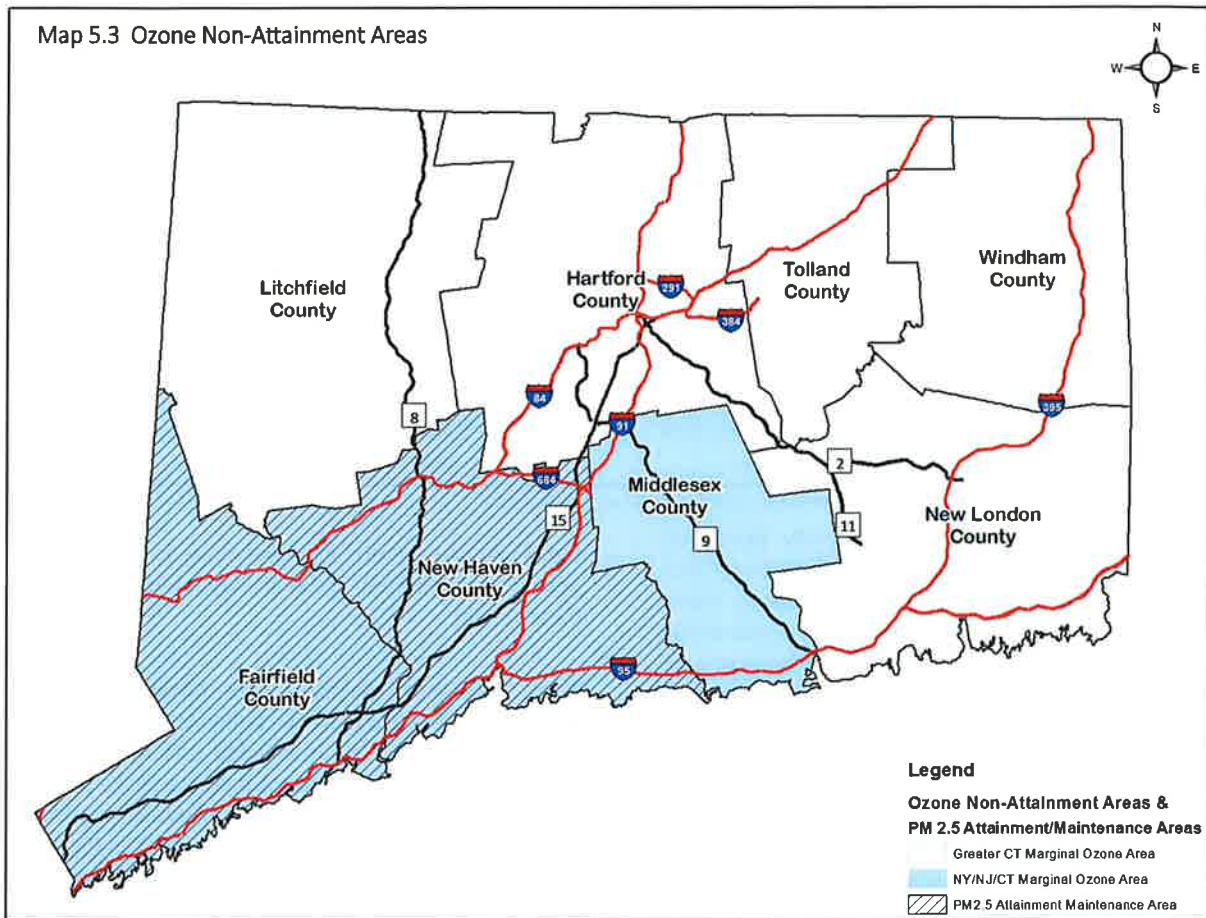 Map 5.3 Ozone Non-Attainment Areas
N
W
E
S
Litchfield
County
Hartford
County
Tolland
County
Windham
County
291
384
84
8
91
395
2
684
Middlesex
County
15
11
9
New London
County
New Haven
County
95
Fairfield
County
Legend
Ozone Non-Attainment Areas &
PM 2.5 Attainment/Maintenance Areas
Greater CT Marginal Ozone Area
NY/NJ/CT Marginal Ozone Area
PM2.5 Attainment Maintenance Area